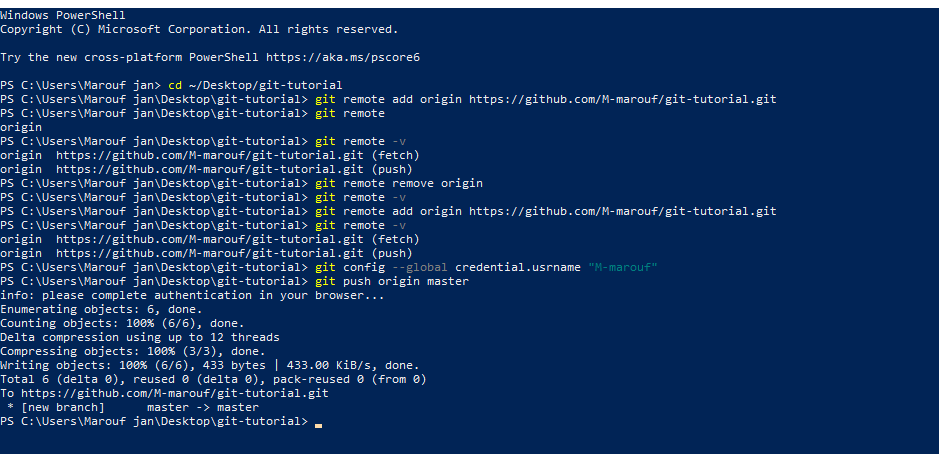 Windows PowerShell
Copyright (C) Microsoft Corporation. All rights reserved.
Try the new cross-platform PowerShell https://aka.ms/pscore6
PS C:\Users\Marouf jan> cd ~/Desktop/git-tutorial
PS C:\Users\Marouf jan\Desktop\git-tutorial> git remote add origin https://github.com/M-marouf/git-tutorial.git
PS C:\Users\Marouf jan\Desktop\git-tutorial> git remote
origin
PS C:\Users\Marouf jan\Desktop\git-tutorial> git remote -v
origin  https://github.com/M-marouf/git-tutorial.git (fetch)
origin  https://github.com/M-marouf/git-tutorial.git (push)
PS C:\Users\Marouf jan\Desktop\git-tutorial> git remote remove origin
PS C:\Users\Marouf jan\Desktop\git-tutorial> git remote -v
PS C:\Users\Marouf jan\Desktop\git-tutorial> git remote add origin https://github.com/M-marouf/git-tutorial.git
PS C:\Users\Marouf jan\Desktop\git-tutorial> git remote -v
origin  https://github.com/M-marouf/git-tutorial.git (fetch)
origin  https://github.com/M-marouf/git-tutorial.git (push)
PS C:\Users\Marouf jan\Desktop\git-tutorial> git config --global credential.usrname "M-marouf"
PS C:\Users\Marouf jan\Desktop\git-tutorial> git push origin master
info: please complete authentication in your browser...
Enumerating objects: 6, done.
Counting objects: 100% (6/6), done.
Delta compression using up to 12 threads
Compressing objects: 100% (3/3), done.
Writing objects: 100% (6/6), 433 bytes | 433.00 KiB/s, done.
Total 6 (delta 0), reused 0 (delta 0), pack-reused 0 (from 0)
To https://github.com/M-marouf/git-tutorial.git
 * [new branch]      master -> master
PS C:\Users\Marouf jan\Desktop\git-tutorial>